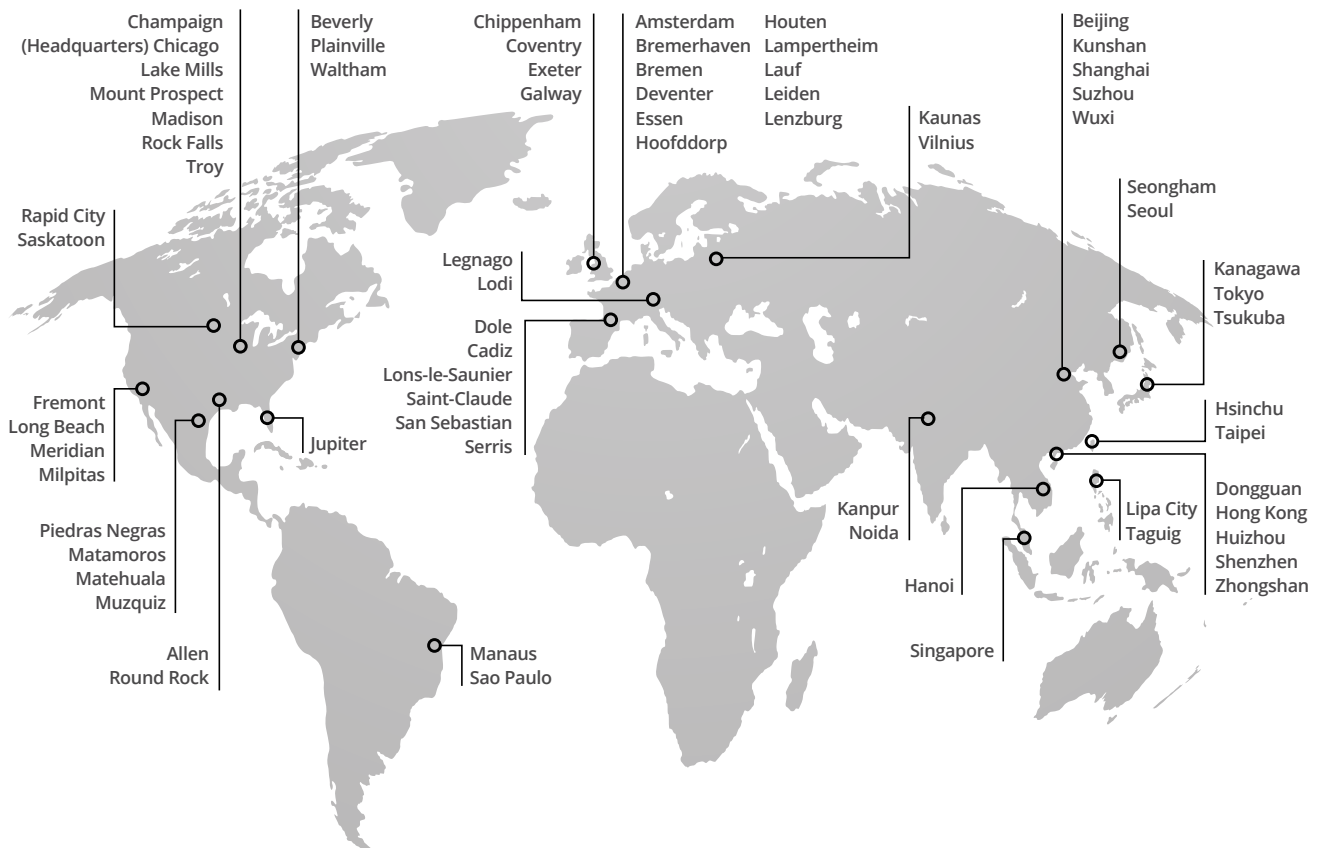 Champaign
(Headquarters) Chicago
Lake Mills
Mount Prospect
Madison
Rock Falls
Troy
Beverly
Plainville
Waltham
Chippenham
Coventry
Exeter
Galway
Amsterdam
Bremerhaven
Bremen
Deventer
Essen
Hoofddorp
Houten
Lampertheim
Lauf
Leiden
Lenzburg
Kaunas
Vilnius
Beijing
Kunshan
Shanghai
Suzhou
Wuxi
Seongham
Seoul
Rapid City
Saskatoon
Legnago
Lodi
Kanagawa
Tokyo
Tsukuba
Dole
Cadiz
Lons-le-Saunier
Saint-Claude
San Sebastian
Serris
Fremont
Long Beach
Meridian
Milpitas
Jupiter
Hsinchu
Taipei
Piedras Negras
Matamoros
Matehuala
Muzquiz
Kanpur
Noida
Lipa City
Taguig
Dongguan
Hong Kong
Huizhou
Shenzhen
Zhongshan
Hanoi
Allen
Round Rock
Manaus
Sao Paulo
Singapore